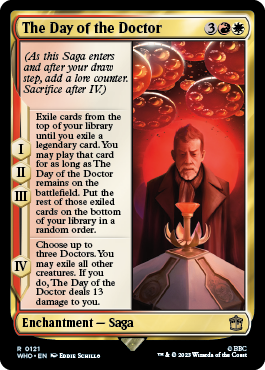 The Day of the Doctor 3
(As this Saga enters
and after your draw
step, add a lore counter.
Sacrifice after IV.)
I
II
III
Exile cards from the
top of your library
until you exile a
legendary card. You
may play that card
for as long as The
Day of the Doctor
remains on the
battlefield. Put the
rest of those exiled
cards on the bottom
of your library in a
random order.
IV
Choose up to
three Doctors. You
may exile all other
creatures. If you
do, The Day of the
Doctor deals 13
damage to you.
Enchantment — Saga
R 0121
WHO • EN Eddie Schillo
©BBC
™ & © 2023 Wizards of the Coast